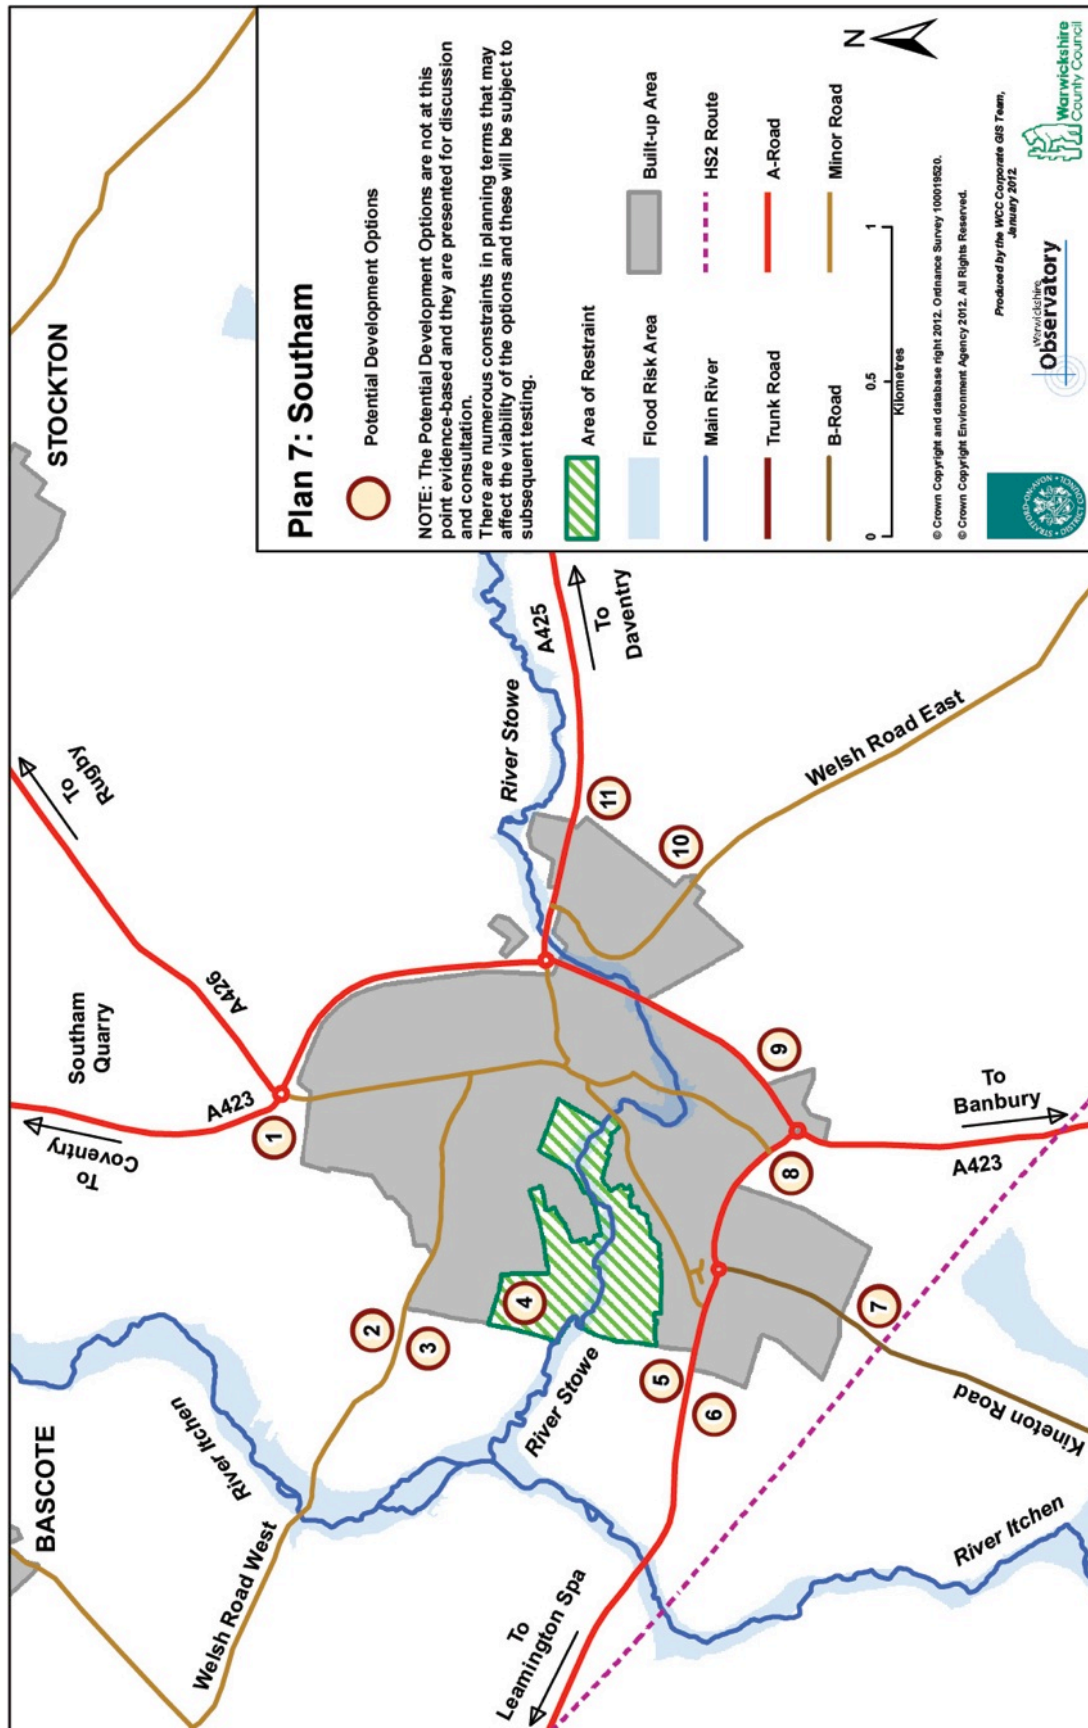 Plan 7: Southam
Potential Development Options
NOTE: The Potential Development Options are not at this
point evidence-based and they are presented for discussion
and consultation.
There are numerous constraints in planning terms that may
affect the viability of the options and these will be subject to
subsequent testing.
Area of Restraint
Built-up Area
Flood Risk Area
HS2 Route
Main River
A-Road
Trunk Road
Minor Road
B-Road
N
0
0.5
1
Kilometres
© Crown Copyright and database right 2012. Ordnance Survey 100019520.
© Crown Copyright Environment Agency 2012. All Rights Reserved.
Produced by the WCC Corporate GIS Team,
January 2012.
STRATFORD-ON-AVON • DISTRICT COUNCIL •
Warwickshire
Observatory
Warwickshire
County Council
BASCOTE
Welsh Road West
River Itchen
To
Coventry
A423
Southam
Quarry
A426
To
Rugby
STOCKTON
1
2
3
4
5
6
7
8
9
10
11
River Stowe
River Stowe
A425
To
Daventry
To
Leamington Spa
River Itchen
Kineton Road
A423
To
Banbury
Welsh Road East